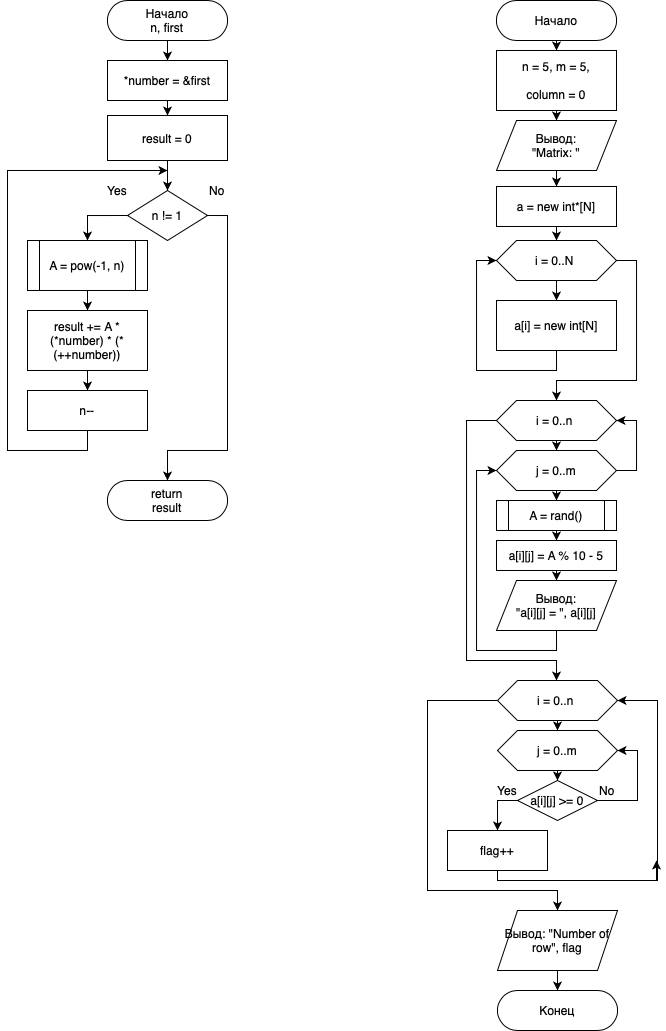 Начало
n, first
*number = &first
result = 0
Yes
No
n != 1
A = pow(-1, n)
result += A *
(*number) * (*
(++number))
n--
return
result
Начало
n = 5, m = 5,
column = 0
Вывод:
"Matrix: "
a = new int*[N]
i = 0..N
a[i] = new int[N]
i = 0..n
j = 0..m
A = rand()
a[i][j] = A % 10 - 5
Вывод:
"a[i][j] = ", a[i][j]
i = 0..n
j = 0..m
Yes
No
a[i][j] >= 0
flag++
Вывод: "Number of
row", flag
Конец